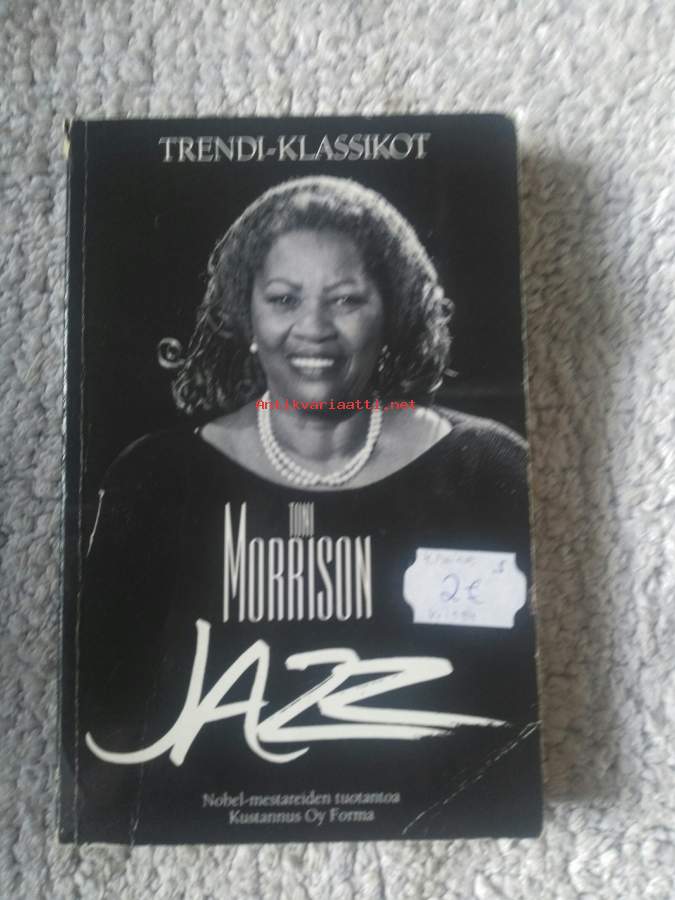 TRENDI-KLASSIKOT
Antikvariaatti.net
TONI
MORRISON
JAZZ
2€
Nobel-mestareiden tuotantoa
Kustannus Oy Forma